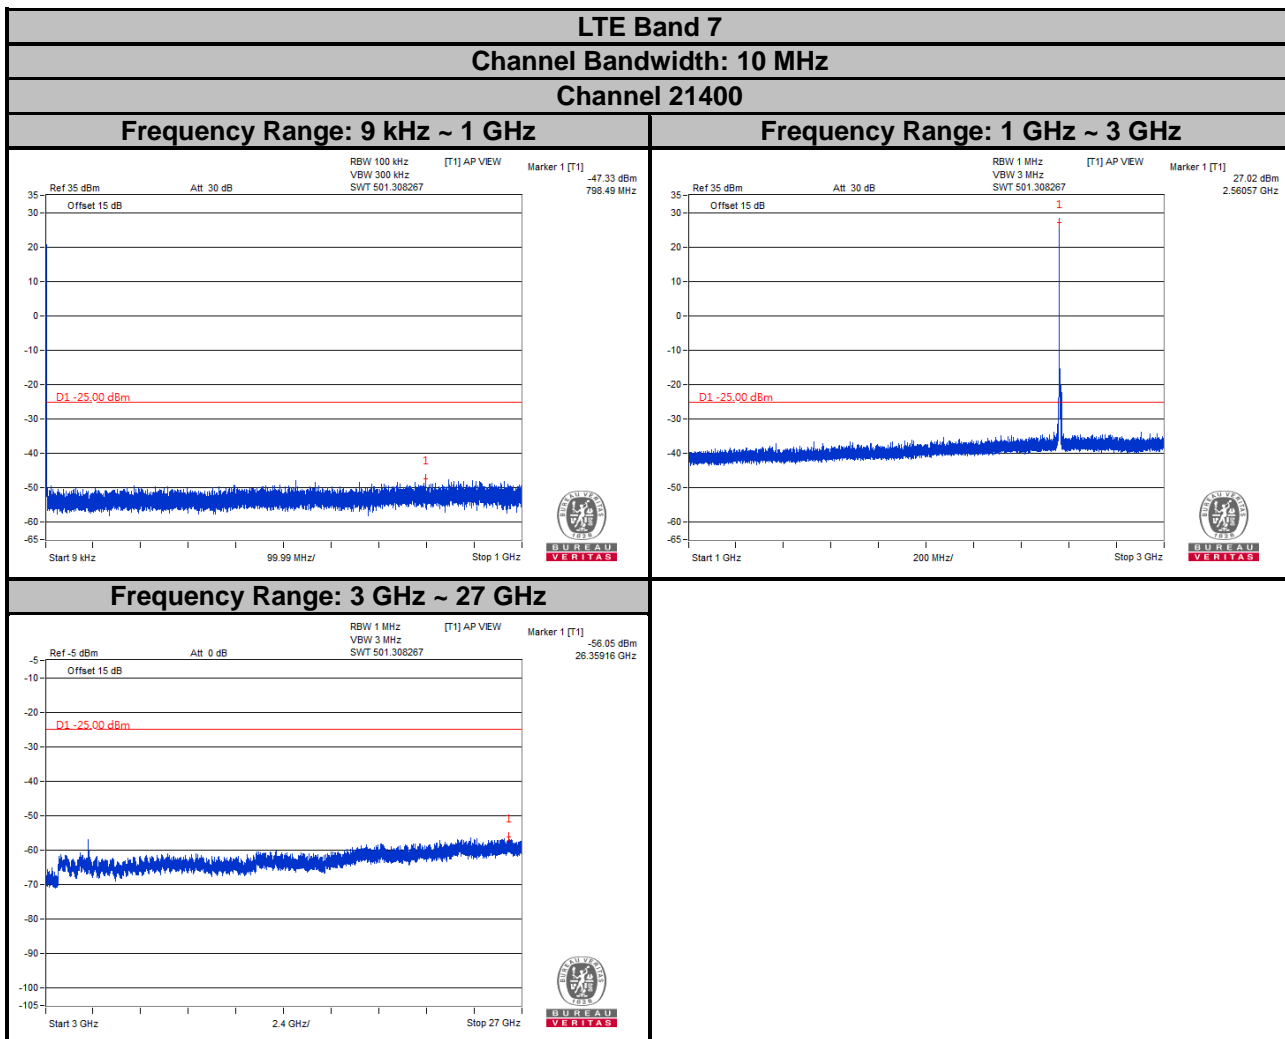 LTE Band 7
Channel Bandwidth: 10 MHz
Channel 21400
Frequency Range: 9 kHz ~ 1 GHz
RBW 100 kHz [T1] AP VIEW Marker 1 [T1]
VBW 300 kHz -47.33 dBm
Ref 35 dBm Att 30 dB SWT 501.308267 798.49 MHz
35
Offset 15 dB
30
20
10
0
-10
-20
D1 -25.00 dBm
-30
-40
1
-50
-60
-65
Start 9 kHz 99.99 MHz/ Stop 1 GHz
BUREAU VERITAS
1828
BUREAU
VERITAS
Frequency Range: 1 GHz ~ 3 GHz
RBW 1 MHz [T1] AP VIEW Marker 1 [T1]
VBW 3 MHz 27.02 dBm
Ref 35 dBm Att 30 dB SWT 501.308267 2.56057 GHz
35
Offset 15 dB
1
30
20
10
0
-10
-20
D1 -25.00 dBm
-30
-40
-50
-60
-65
Start 1 GHz 200 MHz/ Stop 3 GHz
BUREAU VERITAS
1828
BUREAU
VERITAS
Frequency Range: 3 GHz ~ 27 GHz
RBW 1 MHz [T1] AP VIEW Marker 1 [T1]
VBW 3 MHz -56.05 dBm
Ref -5 dBm Att 0 dB SWT 501.308267 26.35916 GHz
-5
Offset 15 dB
-10
-20
D1 -25.00 dBm
-30
-40
-50
1
-60
-70
-80
-90
-100
-105
Start 3 GHz 2.4 GHz/ Stop 27 GHz
BUREAU VERITAS
1828
BUREAU
VERITAS